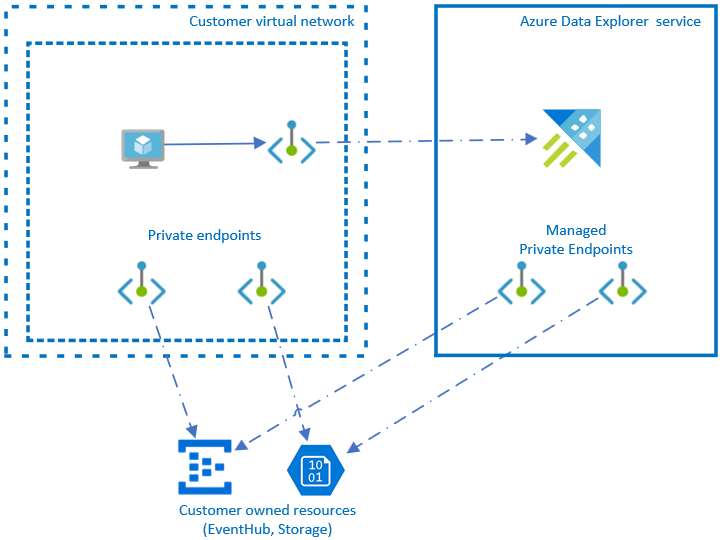 Customer virtual network
Azure Data Explorer service
Private endpoints
Managed
Private Endpoints
10
01
Customer owned resources
(EventHub, Storage)